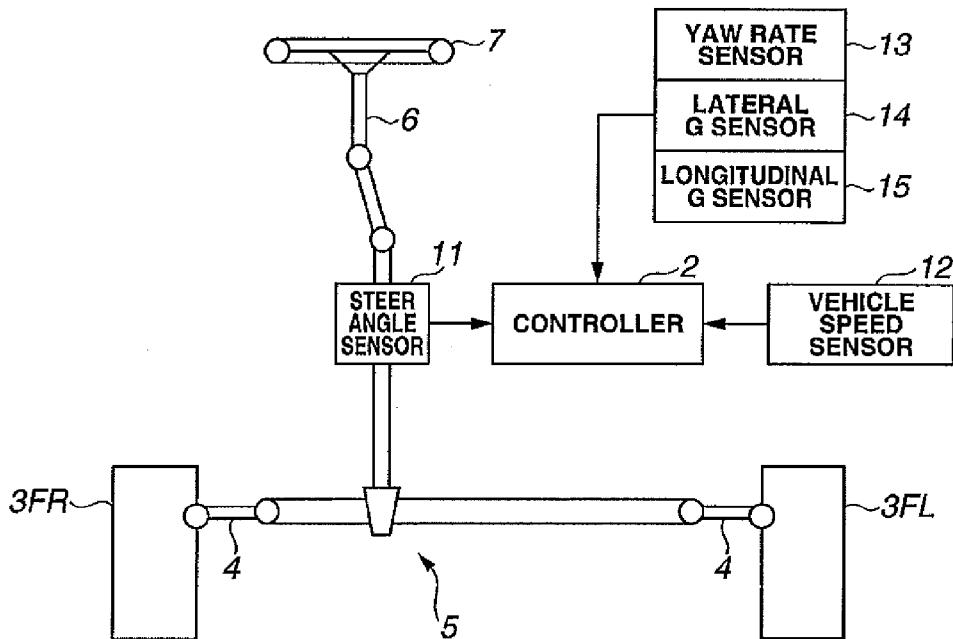 7
YAW RATE
SENSOR
13
6
LATERAL
G SENSOR
14
LONGITUDINAL
G SENSOR
15
11
STEER
ANGLE
SENSOR
2
CONTROLLER
12
VEHICLE
SPEED
SENSOR
3FR
4
5
4
3FL